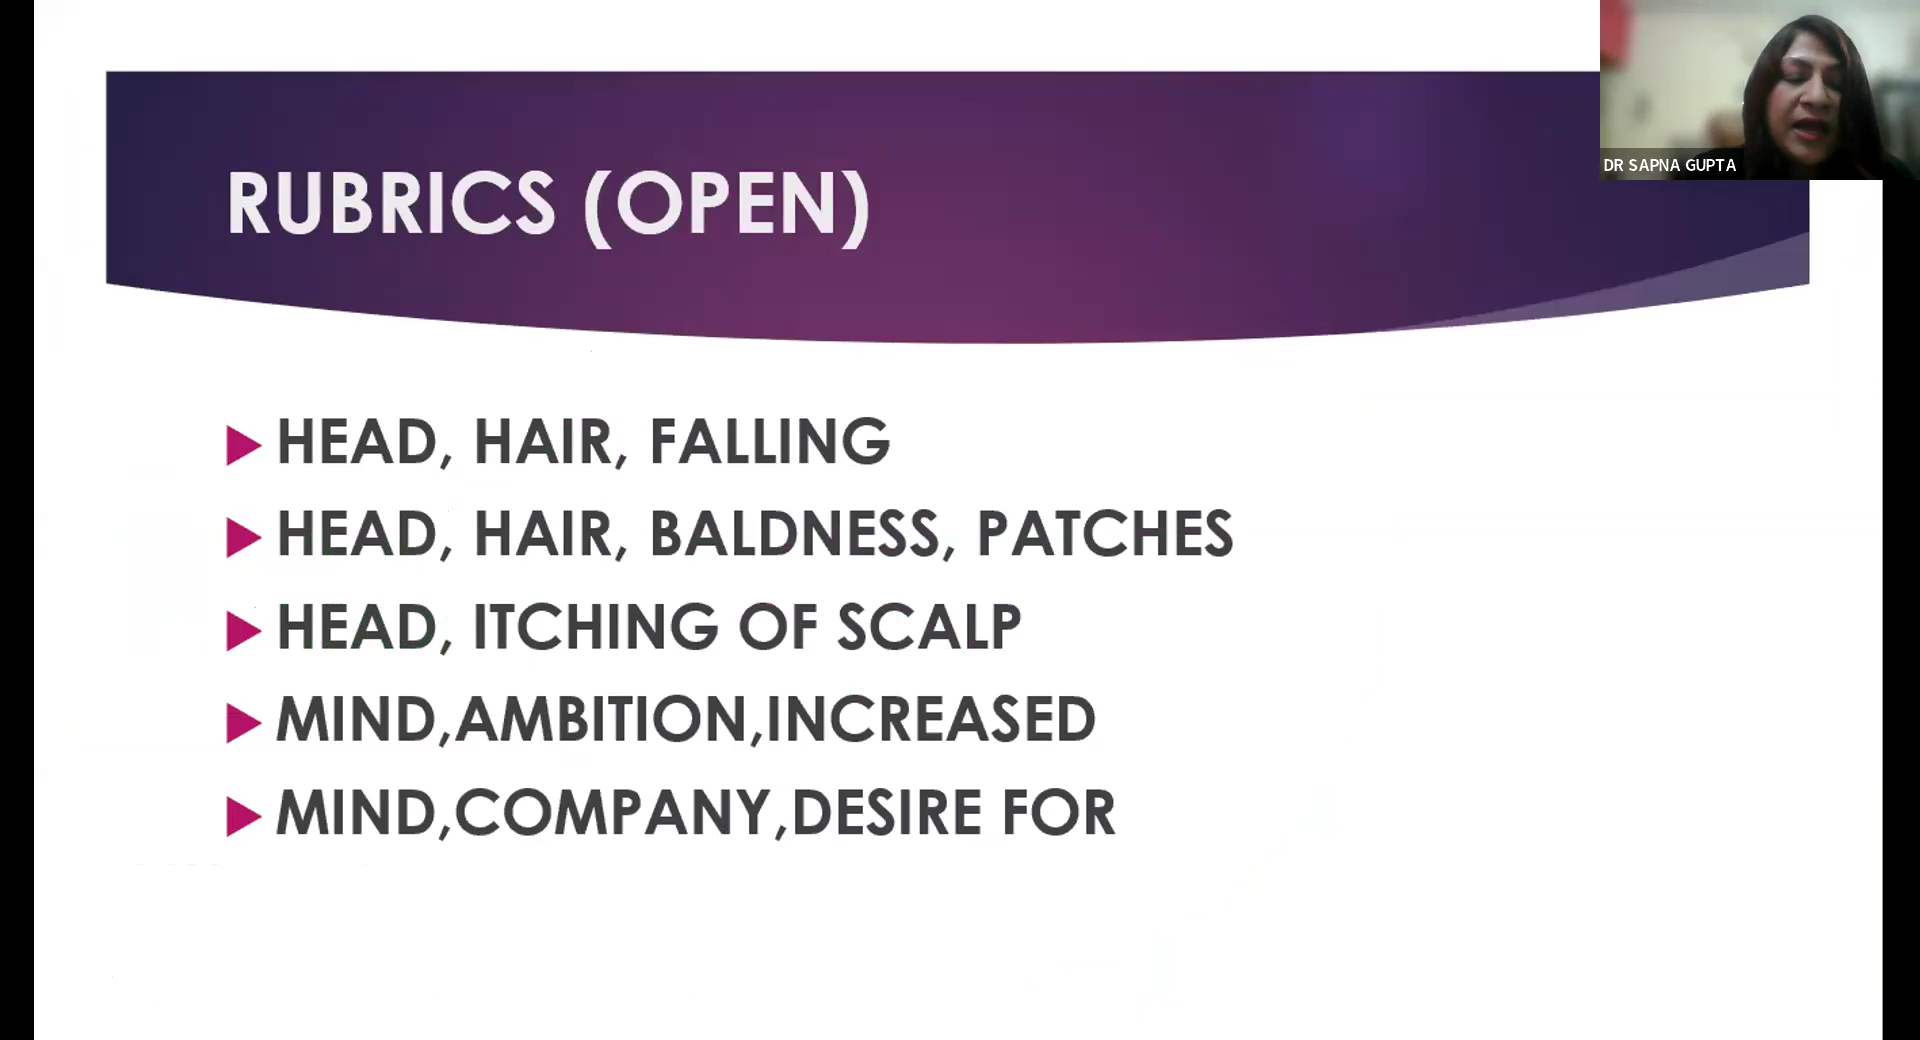 DR SAPNA GUPTA
RUBRICS (OPEN)
HEAD, HAIR, FALLING
HEAD, HAIR, BALDNESS, PATCHES
HEAD, ITCHING OF SCALP
MIND,AMBITION,INCREASED
MIND,COMPANY,DESIRE FOR